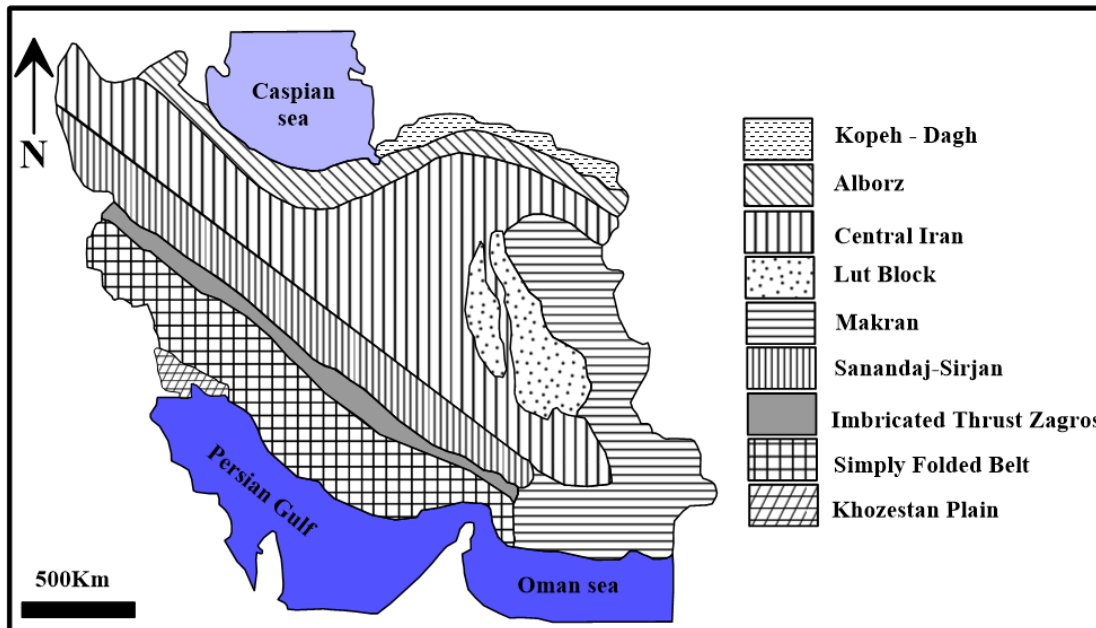 N
Caspian
sea
Persian Gulf
Oman sea
500Km
Kopeh - Dagh
Alborz
Central Iran
Lut Block
Makran
Sanandaj-Sirjan
Imbricated Thrust Zagros
Simply Folded Belt
Khozestan Plain